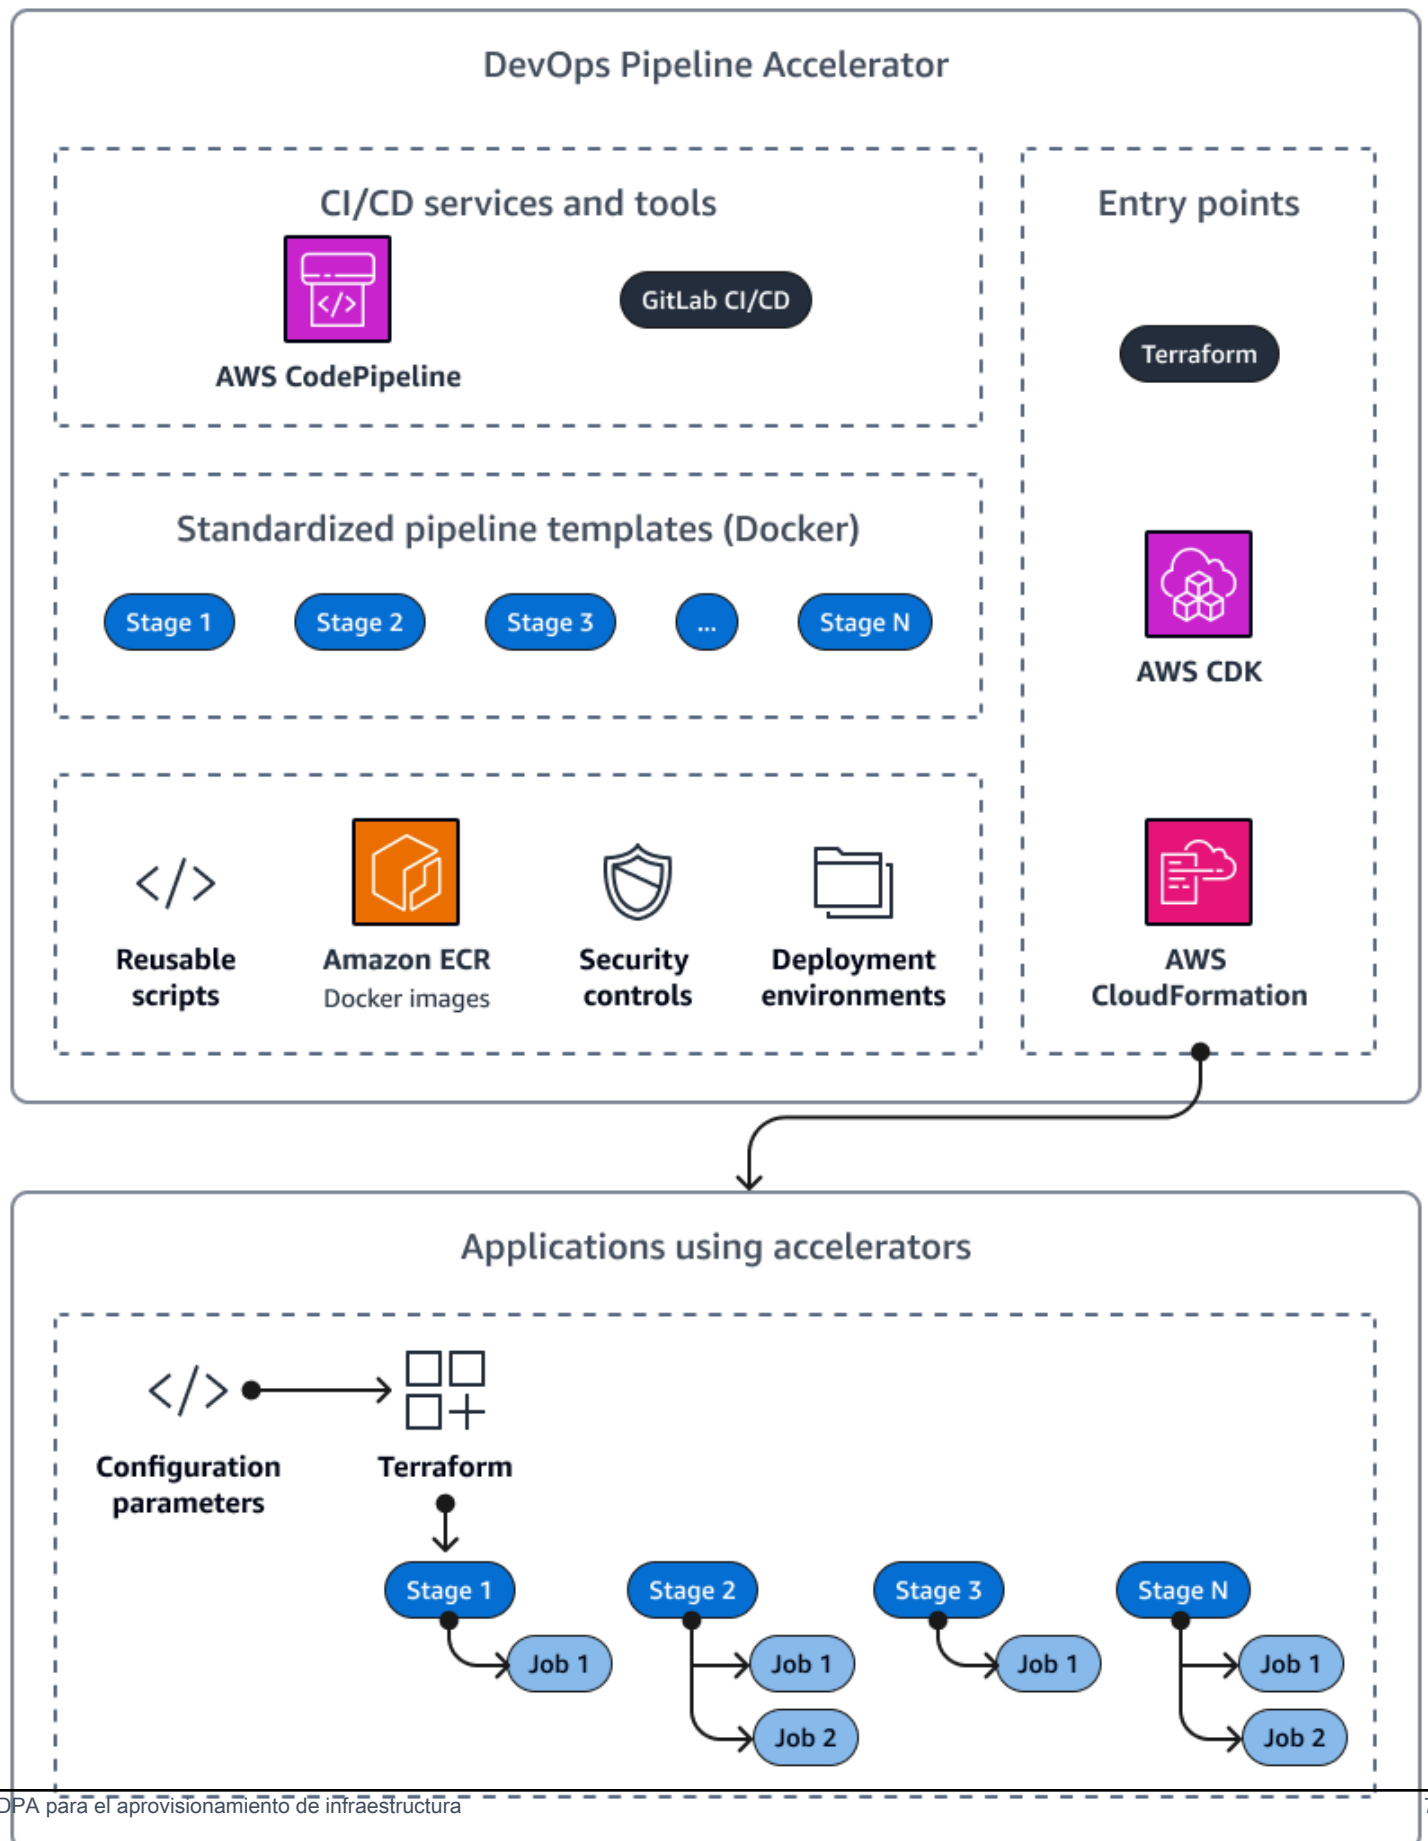 DevOps Pipeline Accelerator
CI/CD services and tools
AWS CodePipeline
GitLab CI/CD
Standardized pipeline templates (Docker)
Stage 1
Stage 2
Stage 3
...
Stage N
Reusable
scripts
Amazon ECR
Docker images
Security
controls
Deployment
environments
Entry points
Terraform
AWS CDK
AWS
CloudFormation
Applications using accelerators
Configuration
parameters
Terraform
Stage 1
Job 1
Stage 2
Job 1
Job 2
Stage 3
Job 1
Stage N
Job 1
Job 2
DPA para el aprovisionamiento de infraestructura